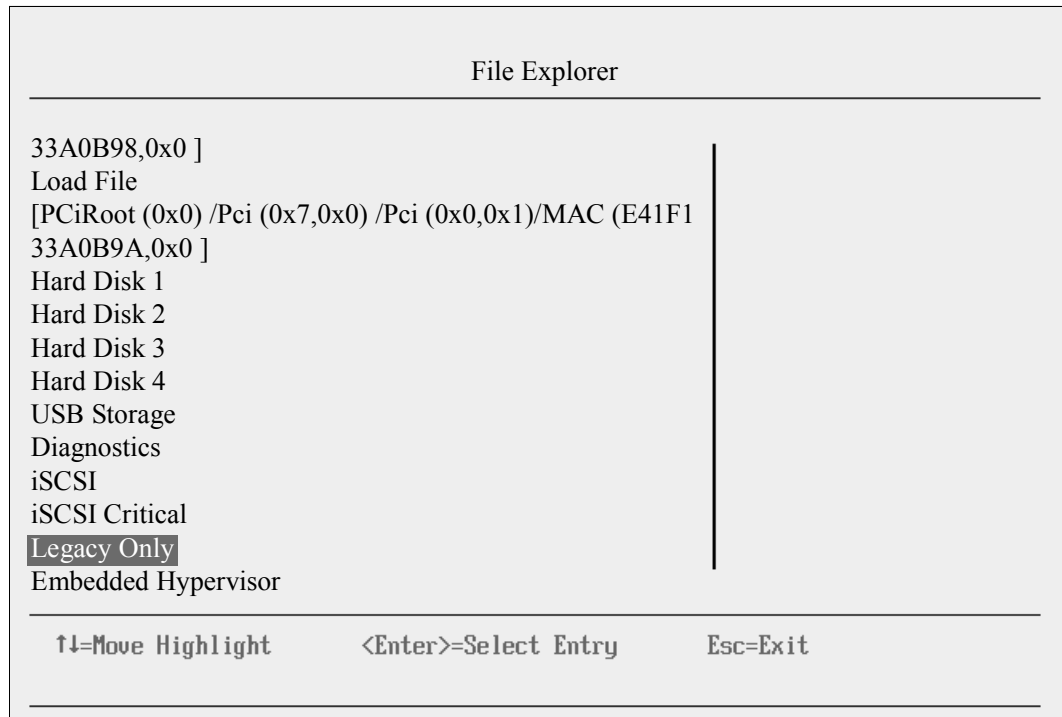 File Explorer
33A0B98,0x0 ]
Load File
[PCiRoot (0x0) /Pci (0x7,0x0) /Pci (0x0,0x1)/MAC (E41F1
33A0B9A,0x0 ]
Hard Disk 1
Hard Disk 2
Hard Disk 3
Hard Disk 4
USB Storage
Diagnostics
iSCSI
iSCSI Critical
Legacy Only
Embedded Hypervisor
↑↓=Move Highlight <Enter>=Select Entry Esc=Exit